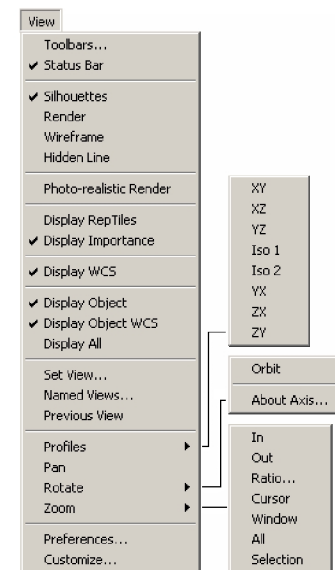 View
Toolbars...
Status Bar
Silhouettes
Render
Wireframe
Hidden Line
Photo-realistic Render
Display RepTiles
Display Importance
Display WCS
Display Object
Display Object WCS
Display All
Set View...
Named Views...
Previous View
Profiles
Pan
Rotate
Zoom
Preferences...
Customize...
XY
XZ
YZ
Iso 1
Iso 2
YX
ZX
ZY
Orbit
About Axis...
In
Out
Ratio...
Cursor
Window
All
Selection